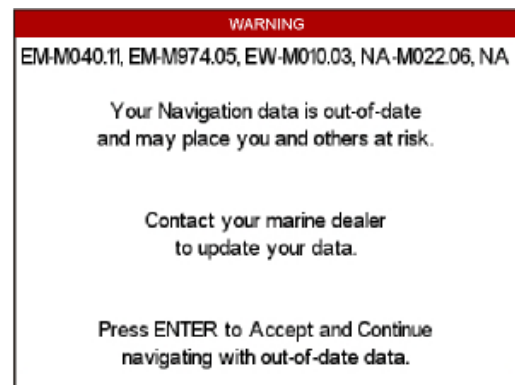 WARNING
EM-M040.11, EM-M974.05, EW-M010.03, NA-M022.06, NA
Your Navigation data is out-of-date
and may place you and others at risk.
Contact your marine dealer
to update your data.
Press ENTER to Accept and Continue
navigating with out-of-date data.